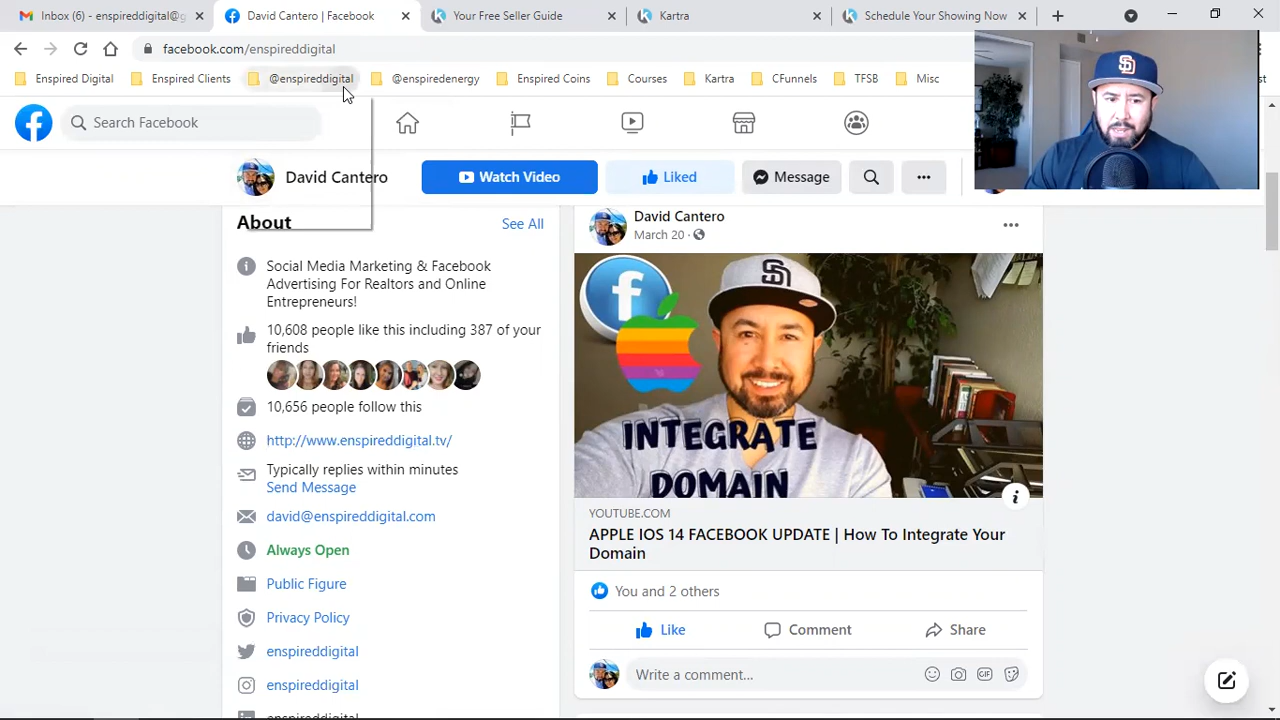 Inbox (6) - enspireddigital@g
David Cantero | Facebook
Your Free Seller Guide
Kartra
Schedule Your Showing Now
facebook.com/enspireddigital
Enspired Digital
Enspired Clients
@enspireddigital
@enspiredenergy
Enspired Coins
Courses
Kartra
CFunnels
TFSB
Misc
Search Facebook
David Cantero
Watch Video
Liked
Message
About
See All
Social Media Marketing & Facebook
Advertising For Realtors and Online
Entrepreneurs!
10,608 people like this including 387 of your
friends
10,656 people follow this
http://www.enspireddigital.tv/
Typically replies within minutes
Send Message
david@enspireddigital.com
Always Open
Public Figure
Privacy Policy
enspireddigital
enspireddigital
enspireddigital
David Cantero
March 20
INTEGRATE
DOMAIN
YOUTUBE.COM
APPLE IOS 14 FACEBOOK UPDATE | How To Integrate Your
Domain
You and 2 others
Like
Comment
Share
Write a comment...
GIF